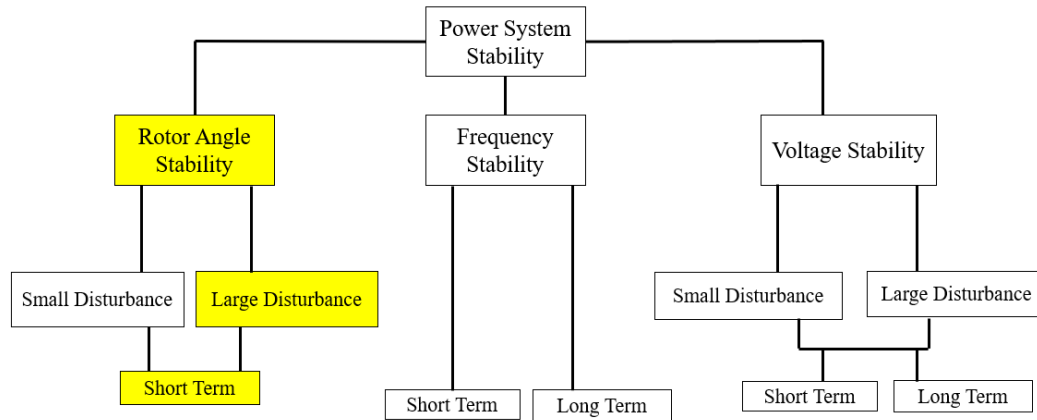 Power System
Stability
Rotor Angle
Stability
Frequency
Stability
Voltage Stability
Small Disturbance
Large Disturbance
Small Disturbance
Large Disturbance
Short Term
Short Term
Long Term
Short Term
Long Term